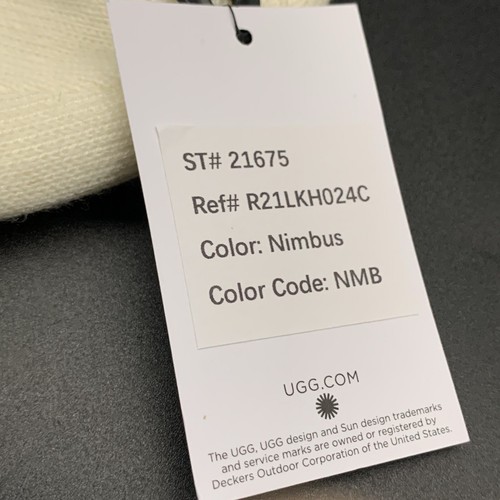 ST# 21675
Ref# R21LKH024C
Color: Nimbus
Color Code: NMB
UGG.COM
The UGG, UGG design and Sun design trademarks
and service marks are owned or registered by
Deckers Outdoor Corporation of the United States.